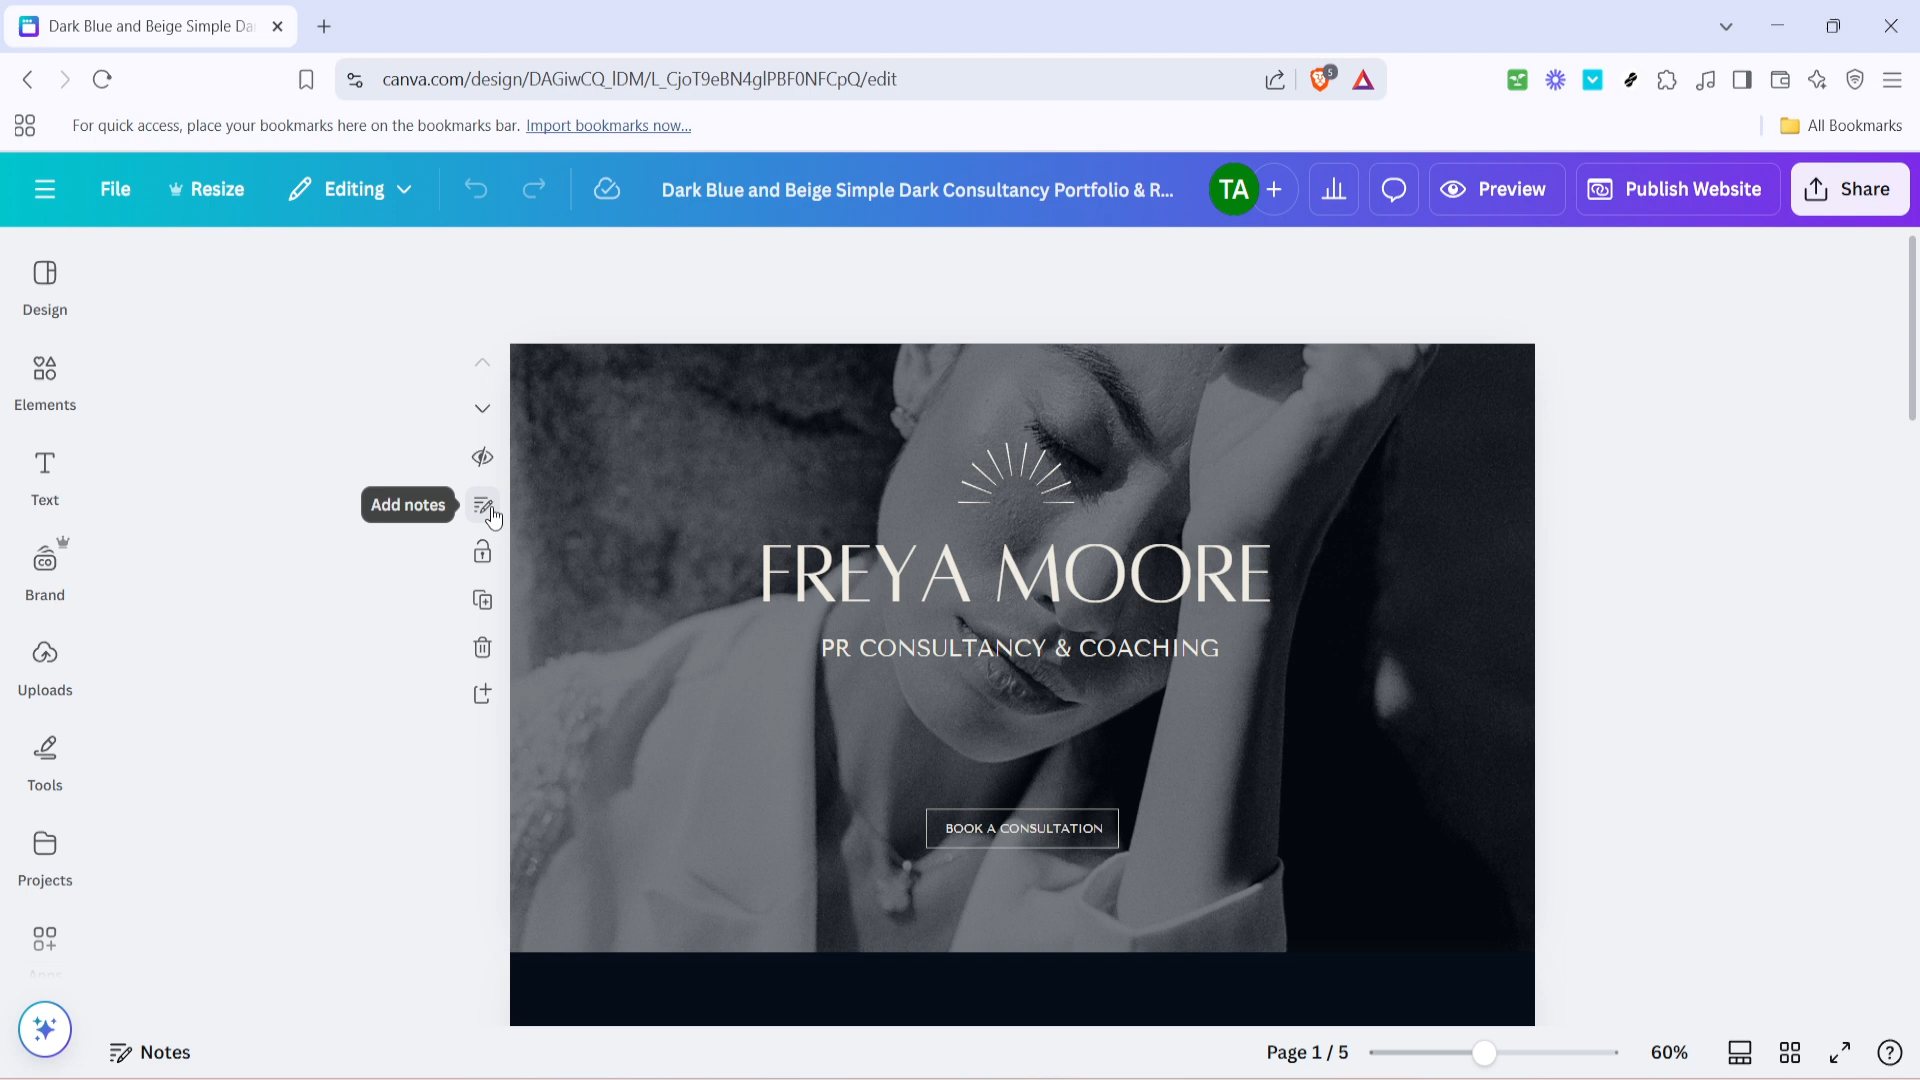 Dark Blue and Beige Simple Da
canva.com/design/DAGiwCQ_lDM/L_CjoT9eBN4glPBF0NFCpQ/edit
5
For quick access, place your bookmarks here on the bookmarks bar. Import bookmarks now...
All Bookmarks
File
Resize
Editing
Dark Blue and Beige Simple Dark Consultancy Portfolio & R...
TA
Preview
Publish Website
Share
Design
Elements
Text
Brand
Uploads
Tools
Projects
Apps
Add notes
FREYA MOORE
PR CONSULTANCY & COACHING
BOOK A CONSULTATION
Notes
Page 1 / 5
60%